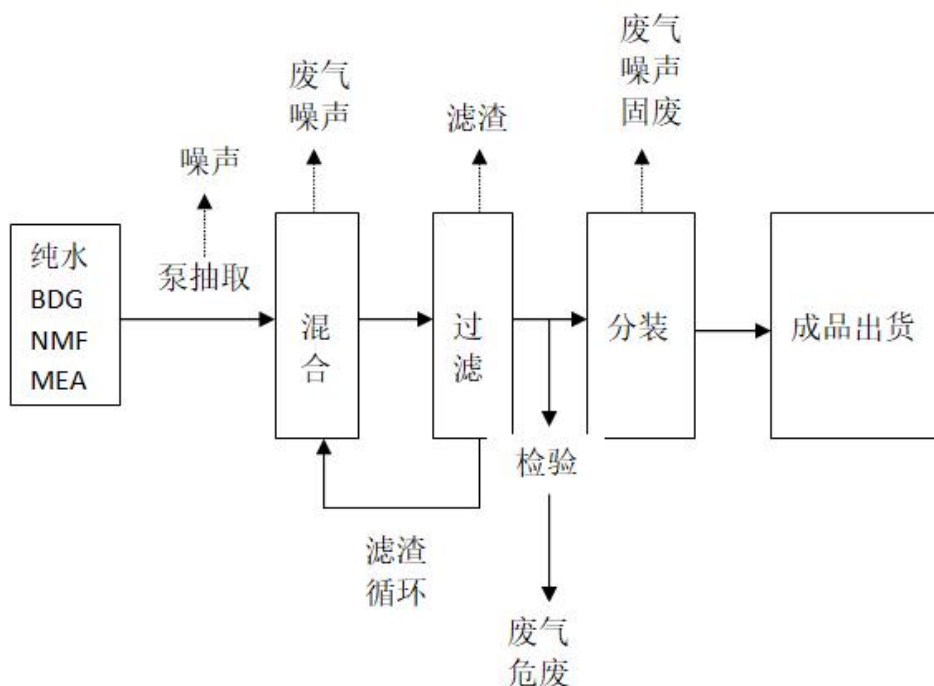 废气
噪声
固废
废气
噪声
滤渣
噪声
纯水
BDG
NMF
MEA
泵抽取
混
合
过
滤
分装
成品出货
检验
滤渣
循环
废气
危废